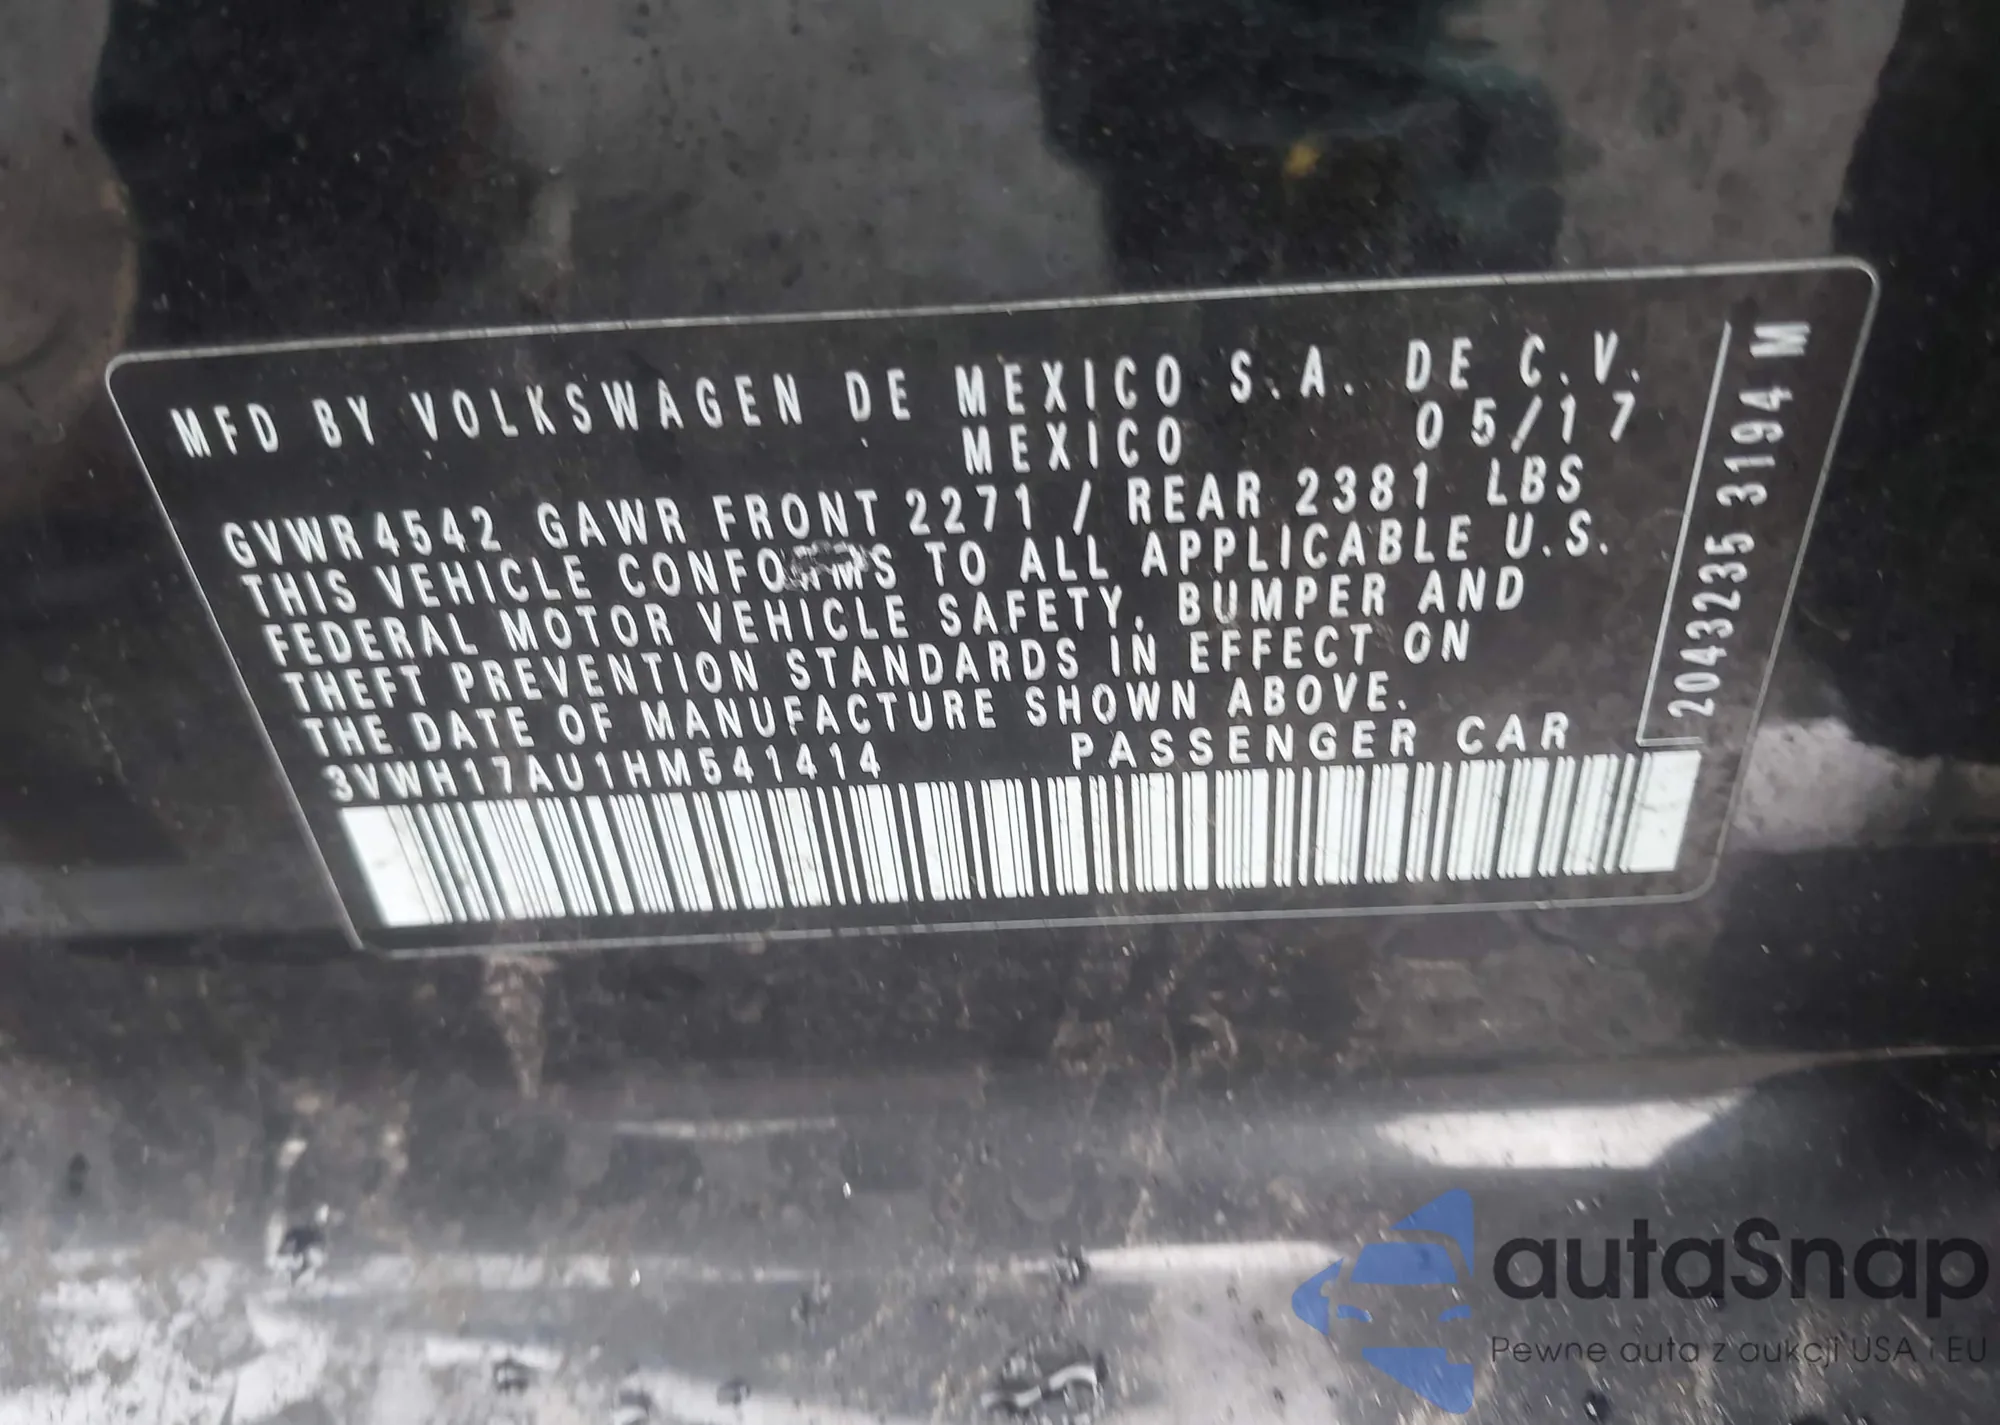 MFD BY VOLKSWAGEN DE MEXICO S.A. DE C.V.
MEXICO 05/17
GVWR 4542 GAWR FRONT 2271 / REAR 2381 LBS
THIS VEHICLE CONFORMS TO ALL APPLICABLE U.S.
FEDERAL MOTOR VEHICLE SAFETY, BUMPER AND
THEFT PREVENTION STANDARDS IN EFFECT ON
THE DATE OF MANUFACTURE SHOWN ABOVE.
3VWH17AU1HM541414 PASSENGER CAR
2043235 3194 M
autaSnap
Pewne auta z aukcji USA i EU